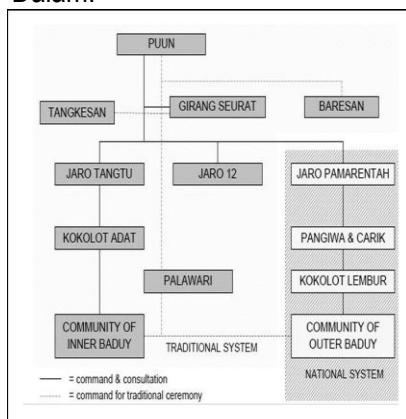 PUUN
TANGKESAN
GIRANG SEURAT
BARESAN
JARO TANGTU
JARO 12
JARO PAMARENTAH
KOKOLOT ADAT
PANGIWA & CARIK
PALAWARI
KOKOLOT LEMBUR
COMMUNITY OF
INNER BADUY
TRADITIONAL SYSTEM
COMMUNITY OF
OUTER BADUY
NATIONAL SYSTEM
= command & consultation
= command for traditional ceremony